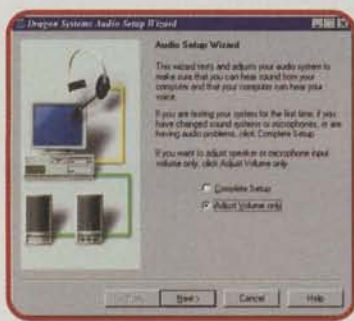 Dragon Systems Audio Setup Wizard
Audio Setup Wizard
This wizard tests and adjusts your audio system to
make sure that you can hear sound from your
computer and that your computer can hear your
voice.
If you are testing your system for the first time, if you
have changed sound systems or microphones, or are
having audio problems, click Complete Setup.
If you want to adjust speaker or microphone input
volume only, click Adjust Volume only.
Complete Setup
Adjust Volume only
Next >
Cancel
Help